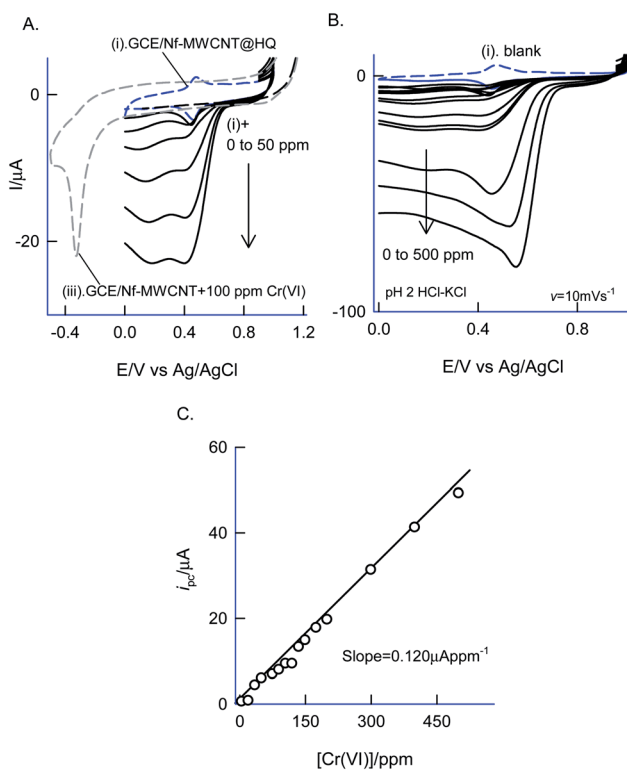 A.
(i).GCE/Nf-MWCNT@HQ
0
(i)+
0 to 50 ppm
I/µA
-20
(iii).GCE/Nf-MWCNT+100 ppm Cr(VI)
-0.4
0.0
0.4
0.8
1.2
E/V vs Ag/AgCl
B.
(i). blank
0
0 to 500 ppm
pH 2 HCl-KCl
v=10mVs⁻¹
-100
0.0
0.4
0.8
E/V vs Ag/AgCl
C.
60
40
20
0
ipc/µA
Slope=0.120µAppm⁻¹
0
150
300
450
[Cr(VI)]/ppm